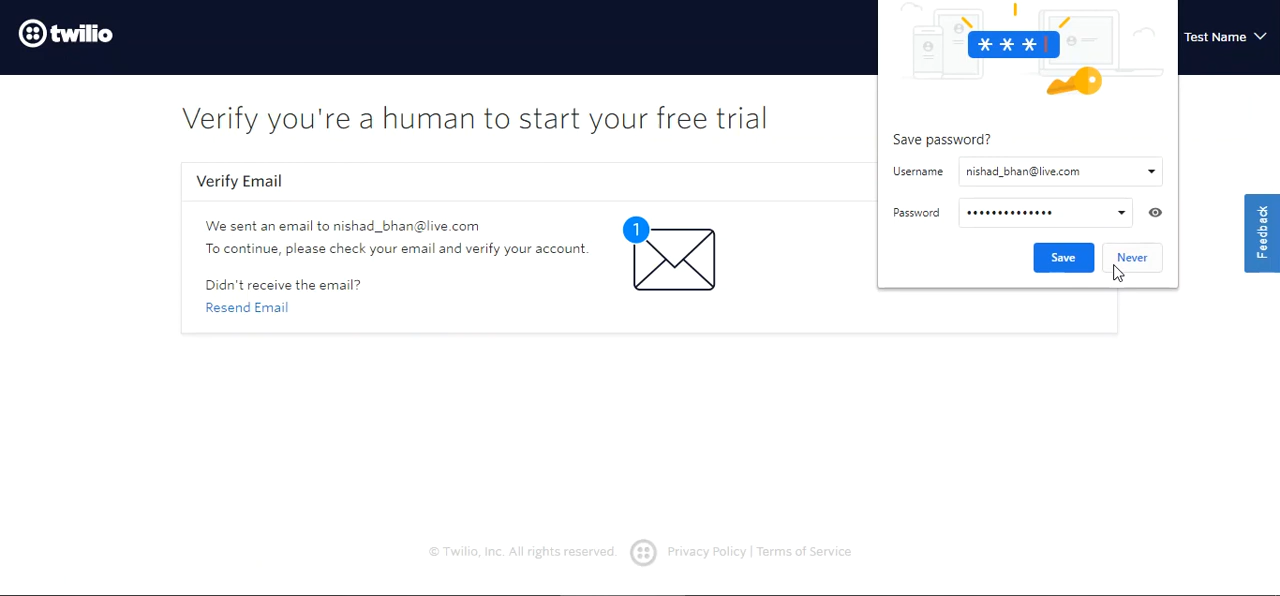 twilio
Test Name
* * *
Save password?
Username nishad_bhan@live.com
Password ••••••••••••••
Save Never
Verify you're a human to start your free trial
Verify Email
We sent an email to nishad_bhan@live.com
To continue, please check your email and verify your account.
1
Didn't receive the email?
Resend Email
Feedback
© Twilio, Inc. All rights reserved. Privacy Policy | Terms of Service